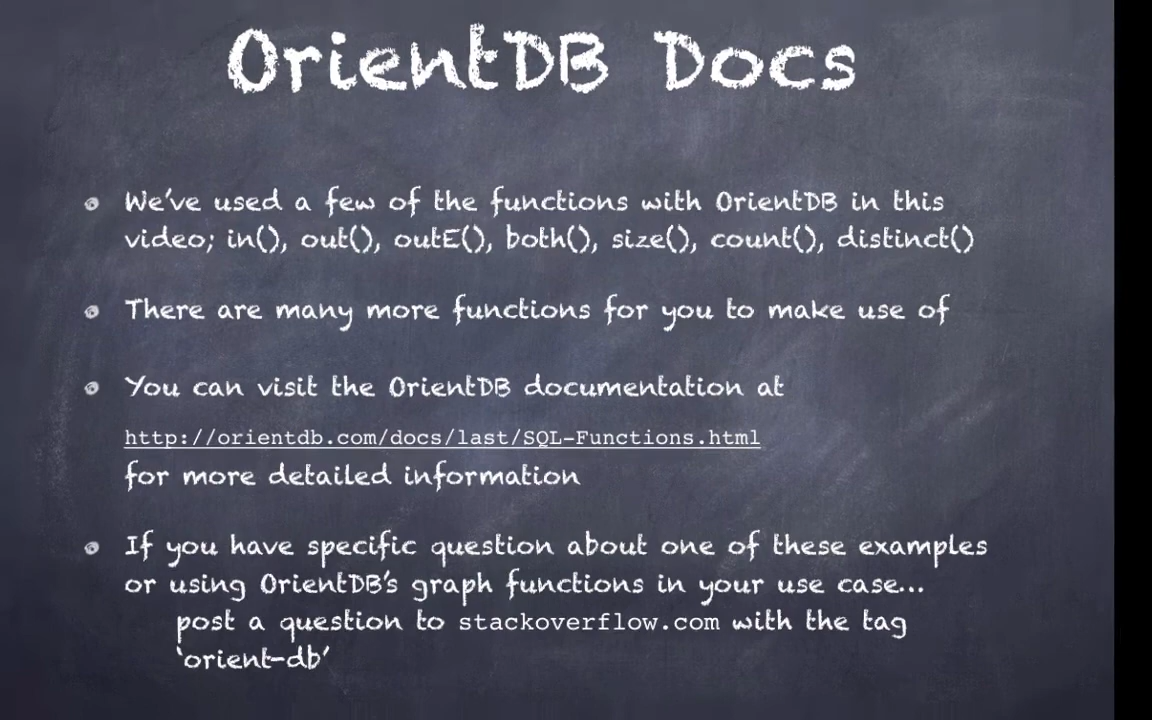 OrientDB Docs
We've used a few of the functions with OrientDB in this
video; in(), out(), outE(), both(), size(), count(), distinct()
There are many more functions for you to make use of
You can visit the OrientDB documentation at
http://orientdb.com/docs/last/SQL-Functions.html
for more detailed information
If you have specific question about one of these examples
or using OrientDB's graph functions in your use case...
post a question to stackoverflow.com with the tag
‘orient-db’